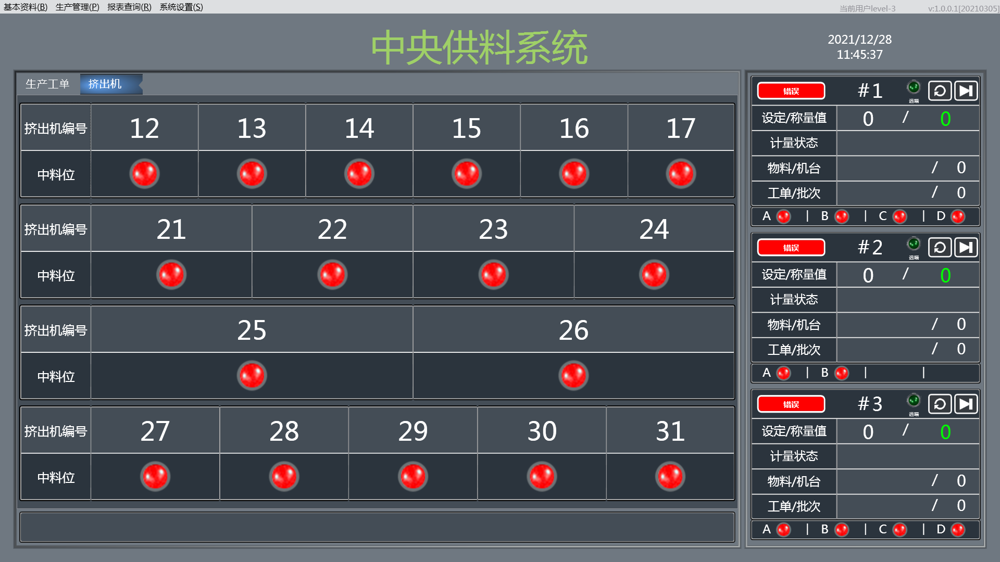 基本资料(B) 生产管理(P) 报表查询(R) 系统设置(S)
当前用户level-3 v:1.0.0.1[20210305]
中央供料系统
2021/12/28
11:45:37
生产工单 挤出机
挤出机编号 12 13 14 15 16 17
中料位
挤出机编号 21 22 23 24
中料位
挤出机编号 25 26
中料位
挤出机编号 27 28 29 30 31
中料位
错误 #1 远端
设定/称量值 0 / 0
计量状态
物料/机台 / 0
工单/批次 / 0
A | B | C | D
错误 #2 远端
设定/称量值 0 / 0
计量状态
物料/机台 / 0
工单/批次 / 0
A | B | |
错误 #3 远端
设定/称量值 0 / 0
计量状态
物料/机台 / 0
工单/批次 / 0
A | B | C | D